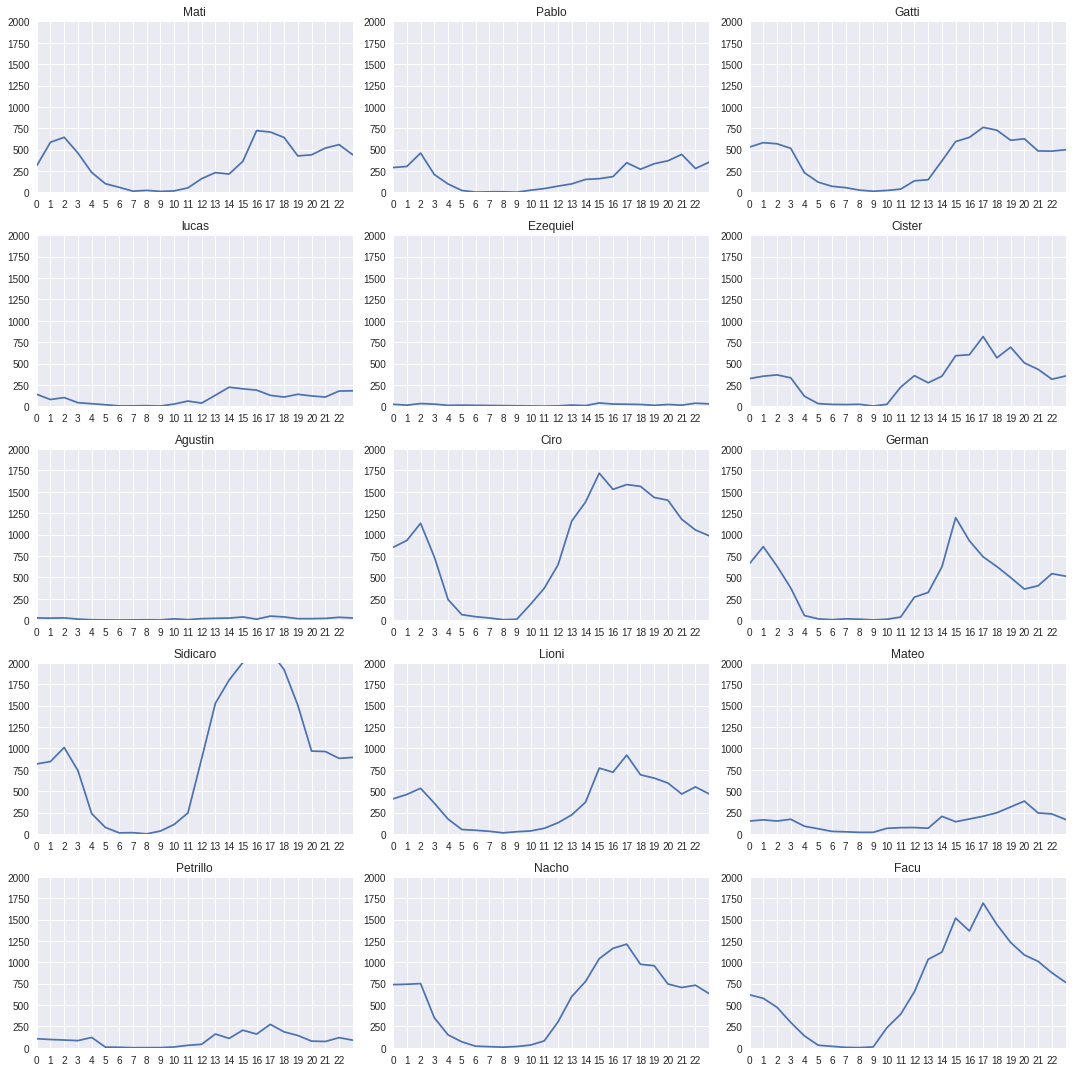 Mati Pablo Gatti
2000 2000 2000
1750 1750 1750
1500 1500 1500
1250 1250 1250
1000 1000 1000
750 750 750
500 500 500
250 250 250
0 0 0
0 1 2 3 4 5 6 7 8 9 10 11 12 13 14 15 16 17 18 19 20 21 22 0 1 2 3 4 5 6 7 8 9 10 11 12 13 14 15 16 17 18 19 20 21 22 0 1 2 3 4 5 6 7 8 9 10 11 12 13 14 15 16 17 18 19 20 21 22
lucas Ezequiel Cister
2000 2000 2000
1750 1750 1750
1500 1500 1500
1250 1250 1250
1000 1000 1000
750 750 750
500 500 500
250 250 250
0 0 0
0 1 2 3 4 5 6 7 8 9 10 11 12 13 14 15 16 17 18 19 20 21 22 0 1 2 3 4 5 6 7 8 9 10 11 12 13 14 15 16 17 18 19 20 21 22 0 1 2 3 4 5 6 7 8 9 10 11 12 13 14 15 16 17 18 19 20 21 22
Agustin Ciro German
2000 2000 2000
1750 1750 1750
1500 1500 1500
1250 1250 1250
1000 1000 1000
750 750 750
500 500 500
250 250 250
0 0 0
0 1 2 3 4 5 6 7 8 9 10 11 12 13 14 15 16 17 18 19 20 21 22 0 1 2 3 4 5 6 7 8 9 10 11 12 13 14 15 16 17 18 19 20 21 22 0 1 2 3 4 5 6 7 8 9 10 11 12 13 14 15 16 17 18 19 20 21 22
Sidicaro Lioni Mateo
2000 2000 2000
1750 1750 1750
1500 1500 1500
1250 1250 1250
1000 1000 1000
750 750 750
500 500 500
250 250 250
0 0 0
0 1 2 3 4 5 6 7 8 9 10 11 12 13 14 15 16 17 18 19 20 21 22 0 1 2 3 4 5 6 7 8 9 10 11 12 13 14 15 16 17 18 19 20 21 22 0 1 2 3 4 5 6 7 8 9 10 11 12 13 14 15 16 17 18 19 20 21 22
Petrillo Nacho Facu
2000 2000 2000
1750 1750 1750
1500 1500 1500
1250 1250 1250
1000 1000 1000
750 750 750
500 500 500
250 250 250
0 0 0
0 1 2 3 4 5 6 7 8 9 10 11 12 13 14 15 16 17 18 19 20 21 22 0 1 2 3 4 5 6 7 8 9 10 11 12 13 14 15 16 17 18 19 20 21 22 0 1 2 3 4 5 6 7 8 9 10 11 12 13 14 15 16 17 18 19 20 21 22